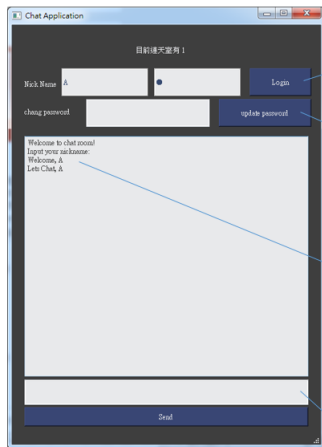 Chat Application
目前連天室有 1
Nick Name A ● Login
chang password update password
Welcome to chat room!
Input your nickname:
Welcome, A
Lets Chat, A
Send